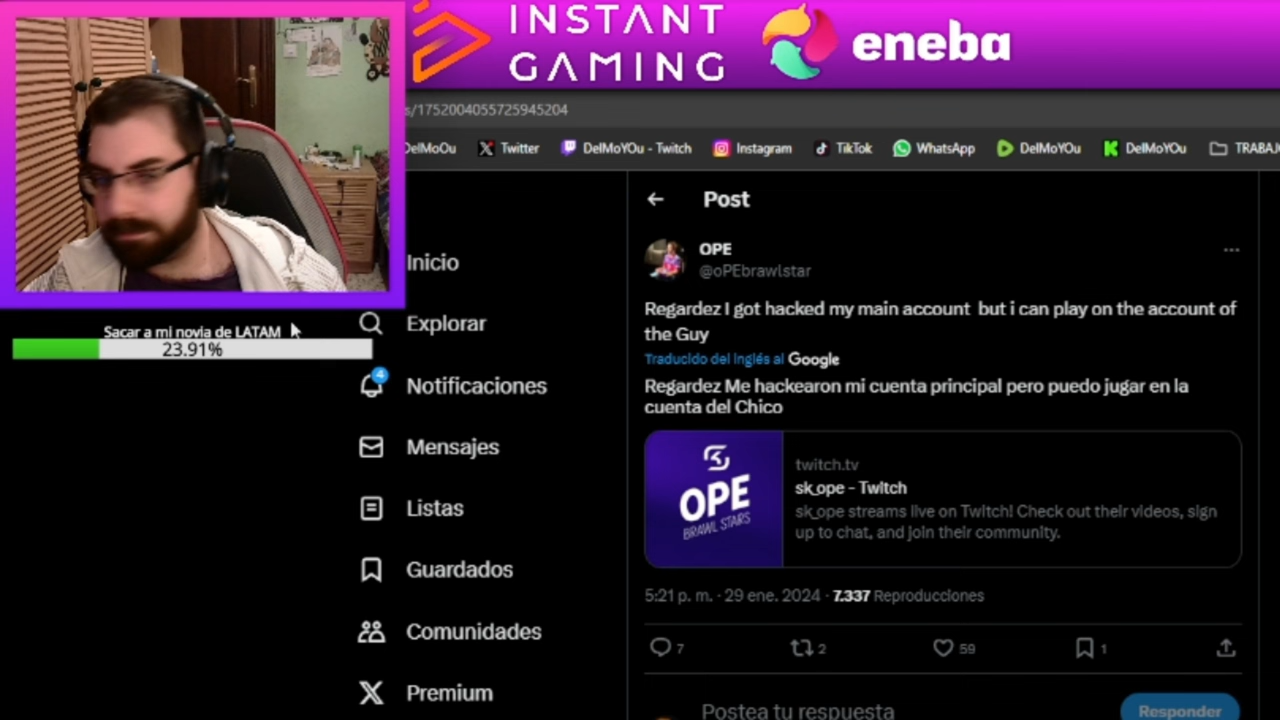 INSTANT
GAMING
eneba
s/1752004055725945204
DelMoOu
Twitter
DelMoYOu - Twitch
Instagram
TikTok
WhatsApp
DelMoYOu
DelMoYOu
TRABAJ
Post
OPE
@oPEbrawlstar
Inicio
Regardez I got hacked my main account but i can play on the account of
the Guy
Sacar a mi novia de LATAM
23.91%
Explorar
Traducido del inglés al Google
Regardez Me hackearon mi cuenta principal pero puedo jugar en la
cuenta del Chico
4
Notificaciones
Mensajes
OPE
BRAWL STARS
twitch.tv
sk_ope - Twitch
sk_ope streams live on Twitch! Check out their videos, sign
up to chat, and join their community.
Listas
Guardados
5:21 p. m. · 29 ene. 2024 · 7.337 Reproducciones
Comunidades
7
2
59
1
Premium
Postea tu respuesta
Responder